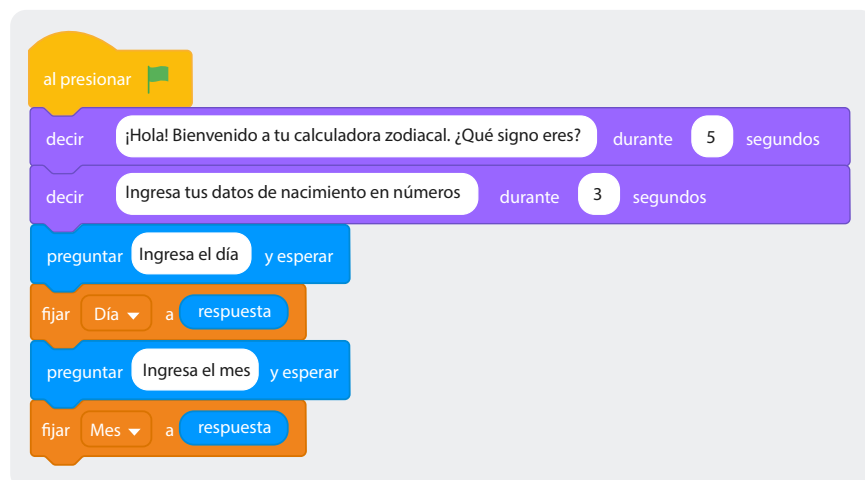 al presionar
decir ¡Hola! Bienvenido a tu calculadora zodiacal. ¿Qué signo eres? durante 5 segundos
decir Ingresa tus datos de nacimiento en números durante 3 segundos
preguntar Ingresa el día y esperar
fijar Día a respuesta
preguntar Ingresa el mes y esperar
fijar Mes a respuesta